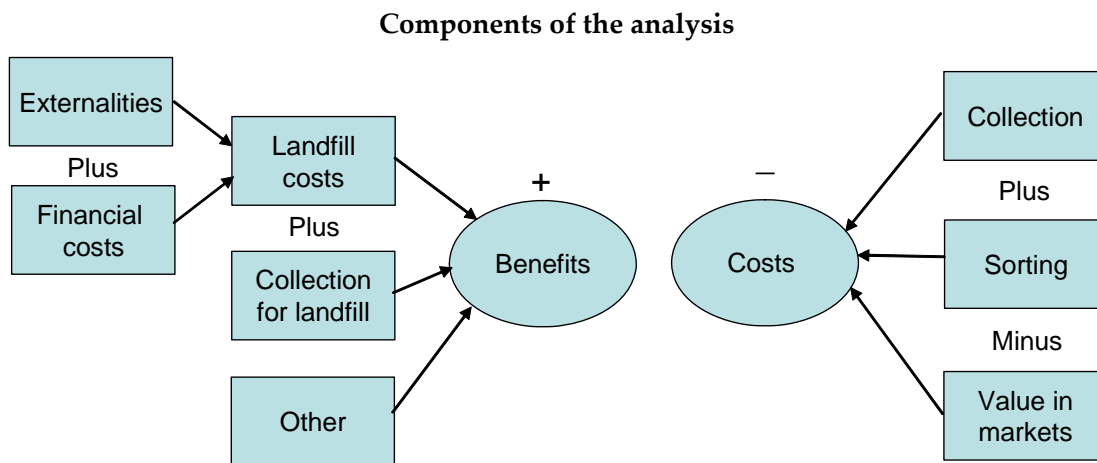 Components of the analysis
Externalities
Plus
Financial
costs
Landfill
costs
Plus
Collection
for landfill
Other
+
Benefits
–
Costs
Collection
Plus
Sorting
Minus
Value in
markets